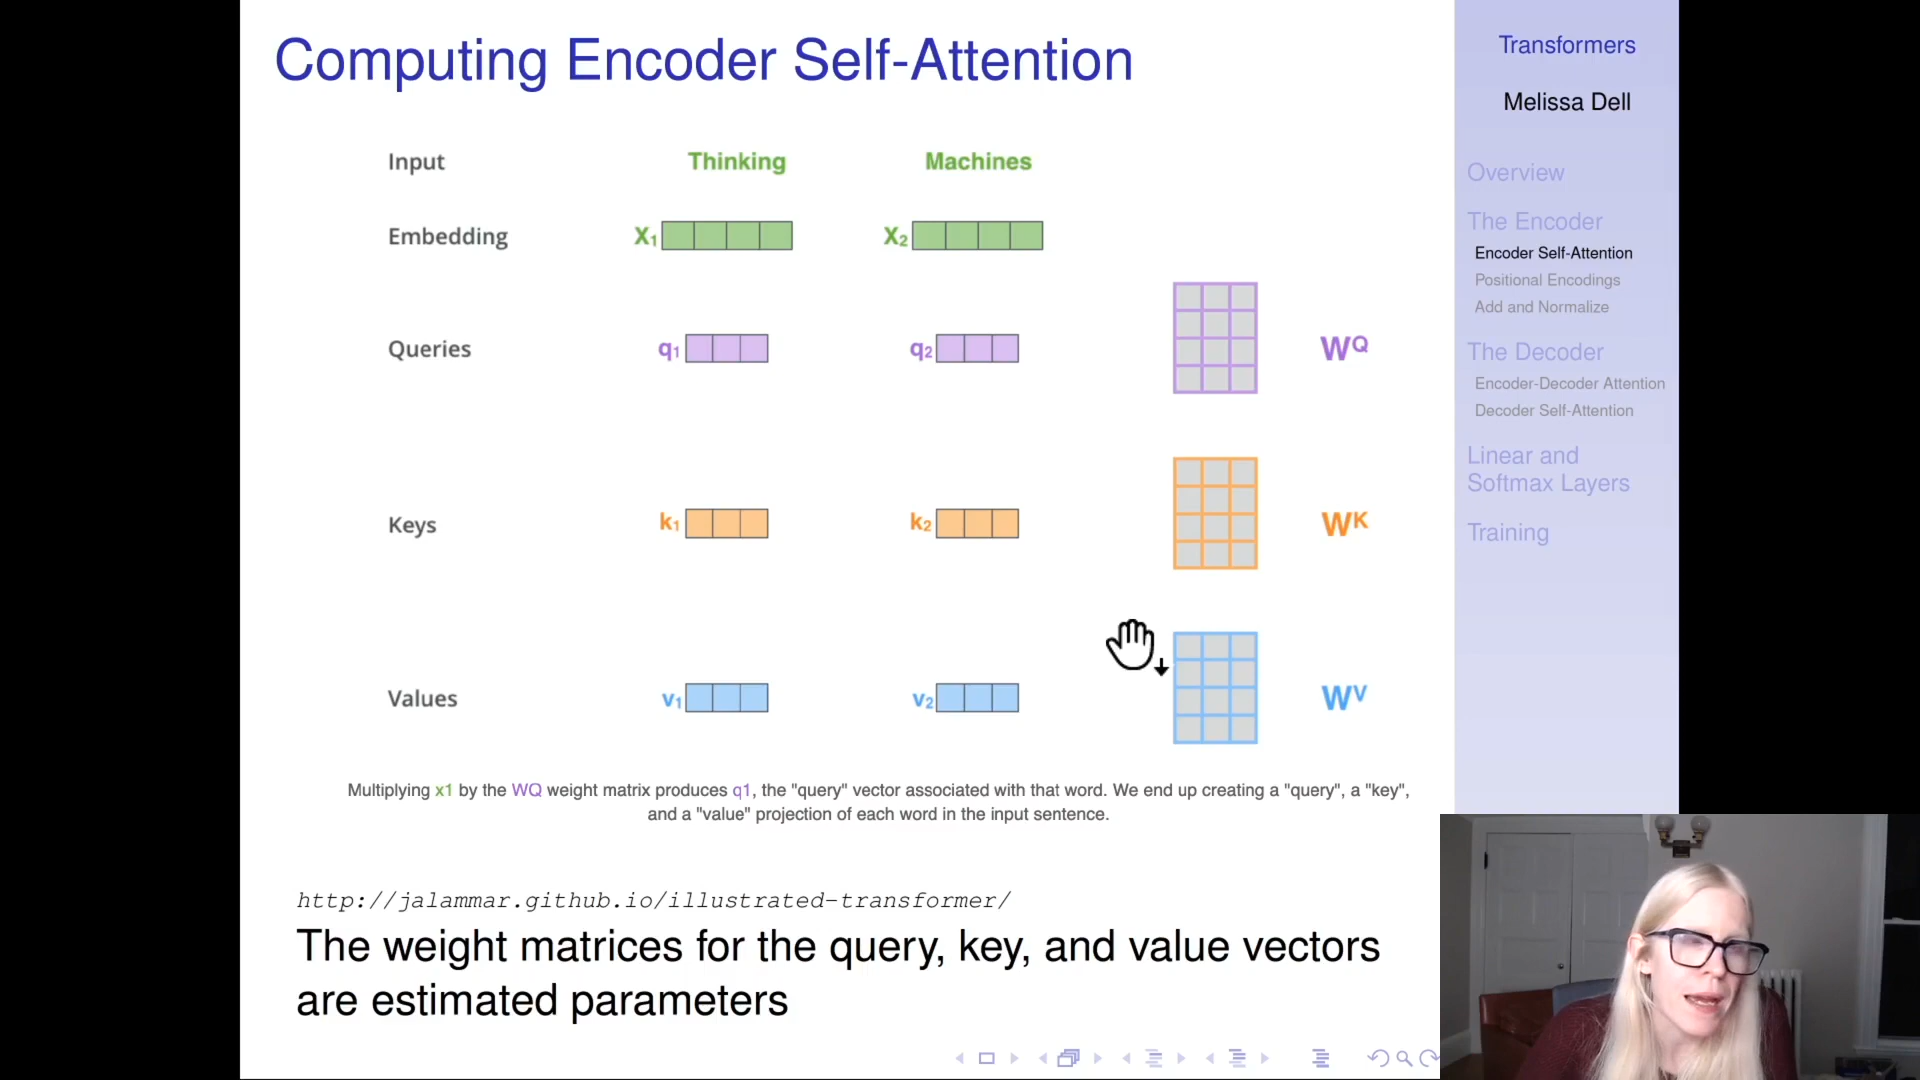 Computing Encoder Self-Attention
Input Thinking Machines
Embedding X1 X2
Queries q1 q2 WQ
Keys k1 k2 WK
Values v1 v2 WV
Multiplying x1 by the WQ weight matrix produces q1, the "query" vector associated with that word. We end up creating a "query", a "key",
and a "value" projection of each word in the input sentence.
http://jalammar.github.io/illustrated-transformer/
The weight matrices for the query, key, and value vectors
are estimated parameters
Transformers
Melissa Dell
Overview
The Encoder
Encoder Self-Attention
Positional Encodings
Add and Normalize
The Decoder
Encoder-Decoder Attention
Decoder Self-Attention
Linear and
Softmax Layers
Training